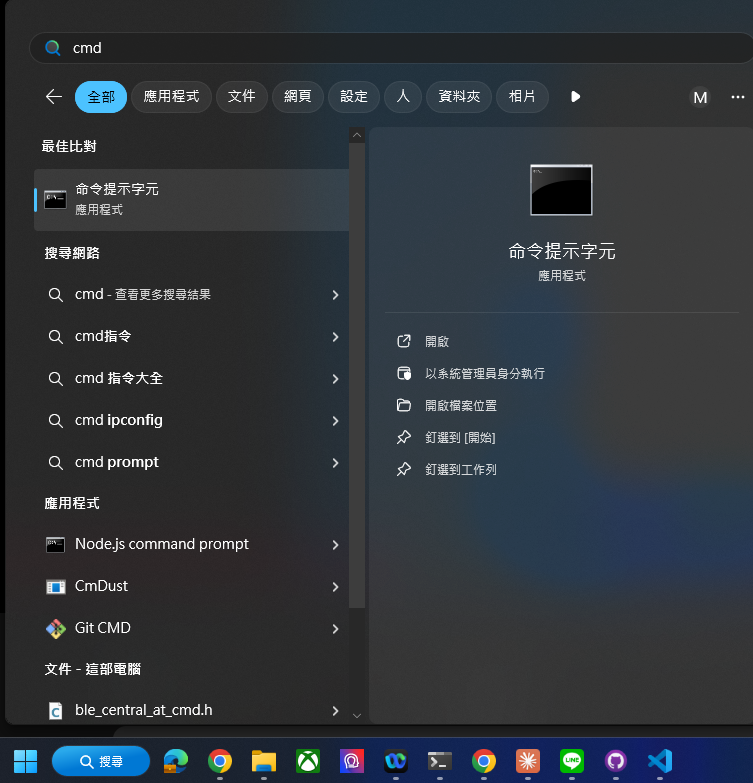 cmd
全部
應用程式
文件
網頁
設定
人
資料夾
相片
M
最佳比對
命令提示字元
應用程式
搜尋網路
cmd - 查看更多搜尋結果
cmd指令
cmd 指令大全
cmd ipconfig
cmd prompt
應用程式
Node.js command prompt
CmDust
Git CMD
文件 - 這部電腦
ble_central_at_cmd.h
命令提示字元
應用程式
開啟
以系統管理員身分執行
開啟檔案位置
釘選到 [開始]
釘選到工作列
搜尋
LINE